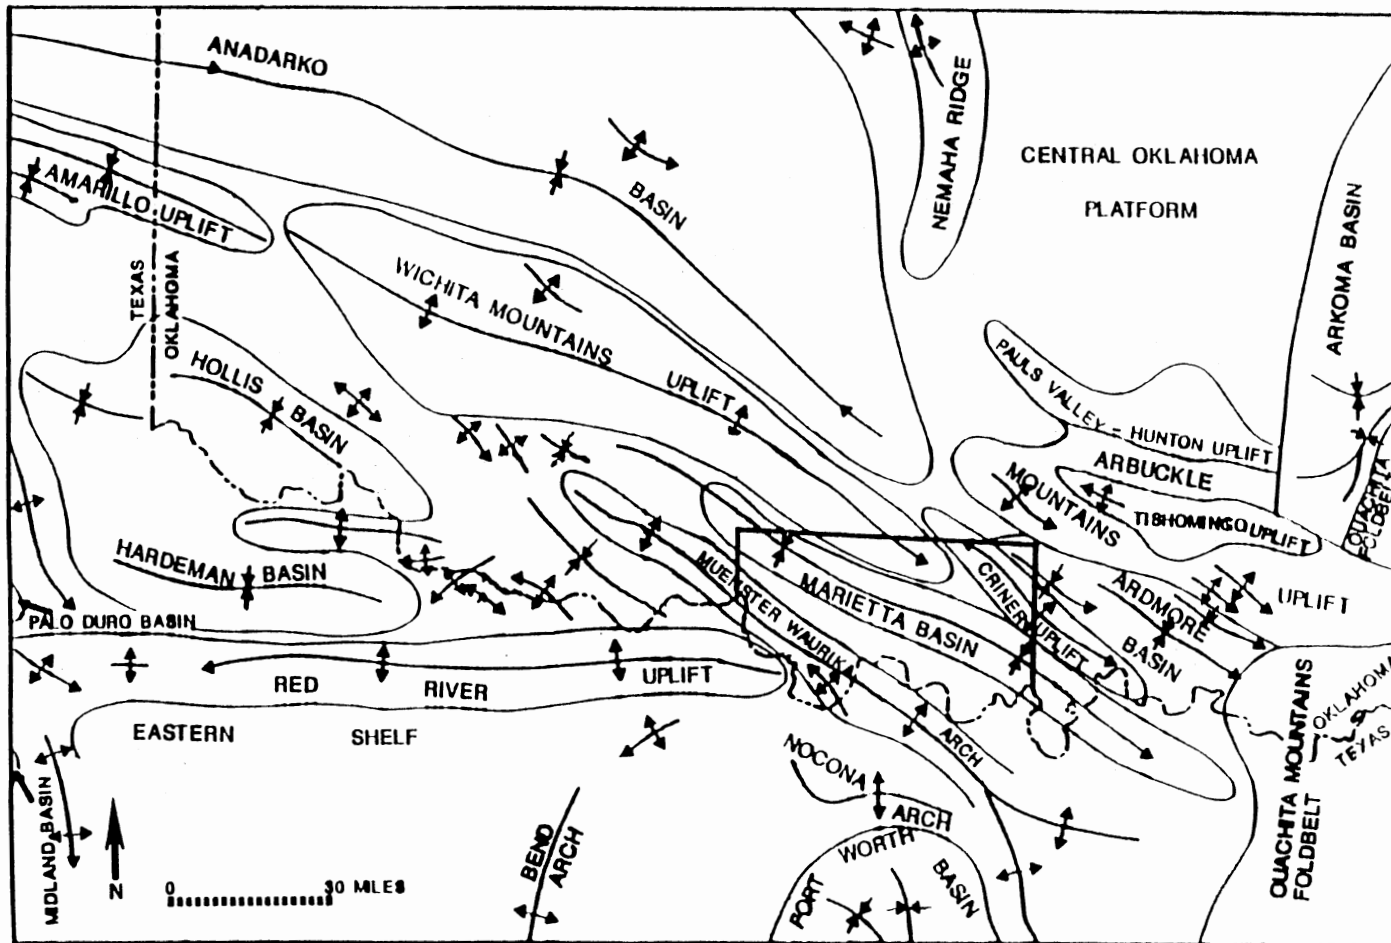 ANADARKO
BASIN
NEMAHA RIDGE
CENTRAL OKLAHOMA
PLATFORM
ARKOMA BASIN
AMARILLO UPLIFT
TEXAS
OKLAHOMA
WICHITA MOUNTAINS
UPLIFT
HOLLIS
BASIN
PAULS VALLEY - HUNTON UPLIFT
ARBUCKLE
MOUNTAINS
TISHOMINGO UPLIFT
UPLIFT
OUACHITA
FOLDBELT
HARDEMAN BASIN
PALO DURO BASIN
MUENSTER WAURIKA
ARCH
MARIETTA BASIN
CRINER UPLIFT
ARDMORE
BASIN
RED RIVER UPLIFT
EASTERN SHELF
OKLAHOMA
TEXAS
OUACHITA MOUNTAINS
FOLDBELT
NOCONA
ARCH
MIDLAND BASIN
BEND
ARCH
FORT
WORTH
BASIN
N
0 30 MILES